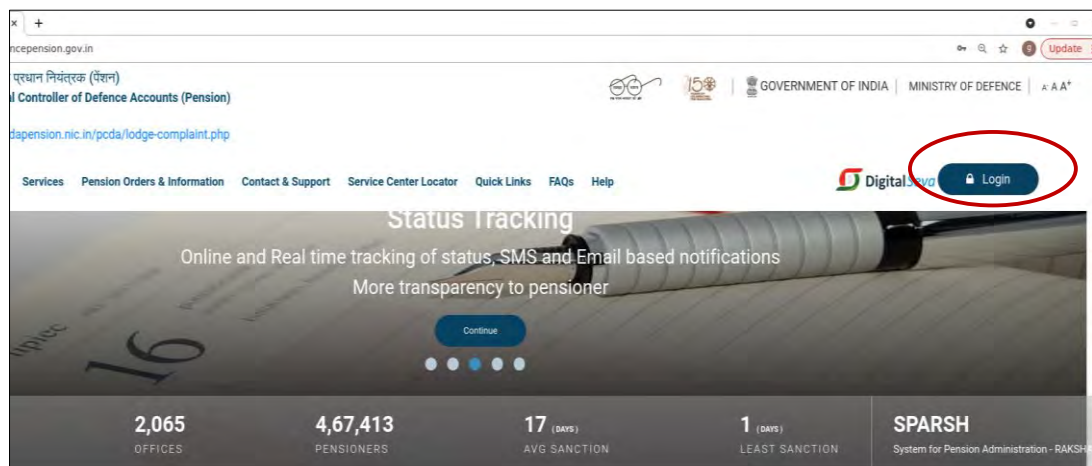 × +
ncepension.gov.in
Update
प्रधान नियंत्रक (पेंशन)
l Controller of Defence Accounts (Pension)
GOVERNMENT OF INDIA
MINISTRY OF DEFENCE
A- A A+
dapension.nic.in/pcda/lodge-complaint.php
Services Pension Orders & Information Contact & Support Service Center Locator Quick Links FAQs Help
Digital Seva
Login
Status Tracking
Online and Real time tracking of status, SMS and Email based notifications
More transparency to pensioner
Continue
16
2,065
OFFICES
4,67,413
PENSIONERS
17 (DAYS)
AVG SANCTION
1 (DAYS)
LEAST SANCTION
SPARSH
System for Pension Administration - RAKSHA